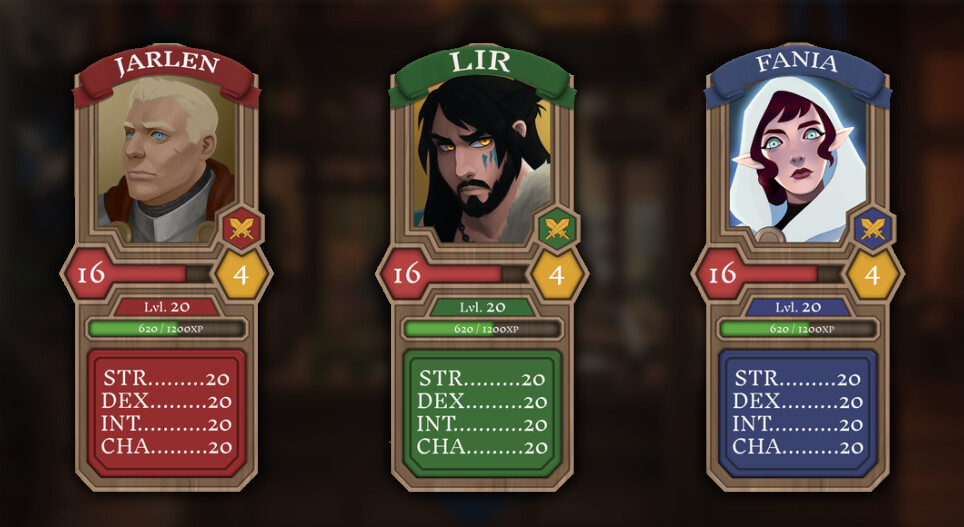 JARLEN
16
4
Lvl. 20
620 / 1200XP
STR.........20
DEX.........20
INT.........20
CHA.........20
LIR
16
4
Lvl. 20
620 / 1200XP
STR.........20
DEX.........20
INT.........20
CHA.........20
FANIA
16
4
Lvl. 20
620 / 1200XP
STR.........20
DEX.........20
INT.........20
CHA.........20